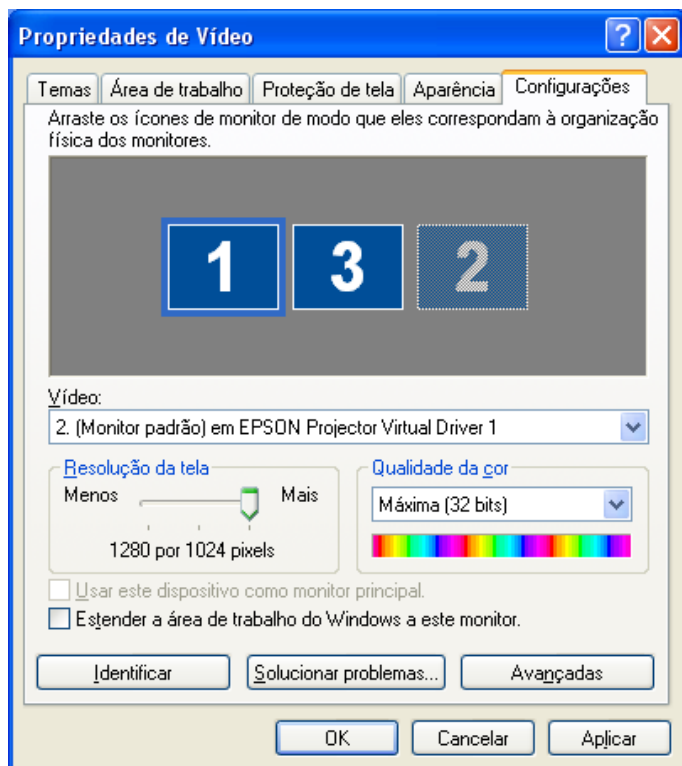 Propriedades de Vídeo
?
Temas
Área de trabalho
Proteção de tela
Aparência
Configurações
Arraste os ícones de monitor de modo que eles correspondam à organização
física dos monitores.
1
3
2
Vídeo:
2. (Monitor padrão) em EPSON Projector Virtual Driver 1
Resolução da tela
Menos
Mais
1280 por 1024 pixels
Qualidade da cor
Máxima (32 bits)
Usar este dispositivo como monitor principal.
Estender a área de trabalho do Windows a este monitor.
Identificar
Solucionar problemas...
Avançadas
OK
Cancelar
Aplicar